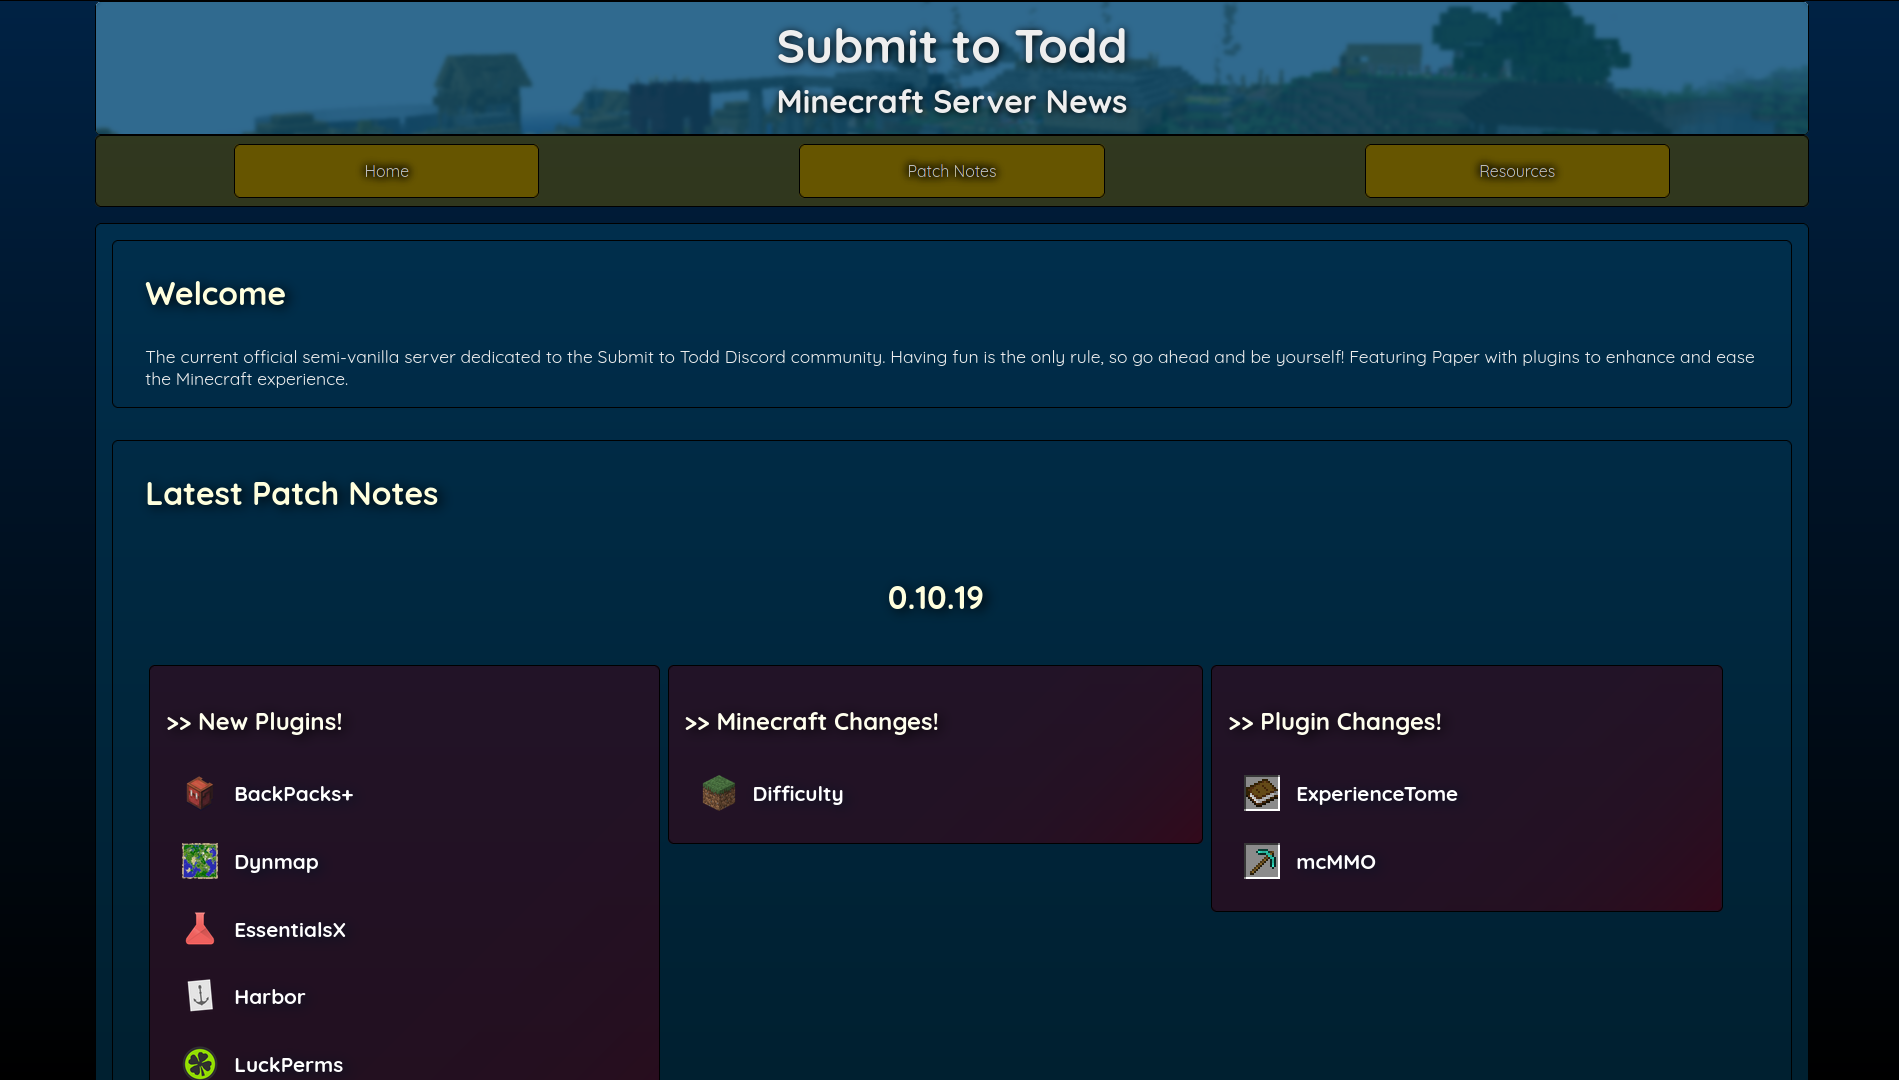 Submit to Todd
Minecraft Server News
Home
Patch Notes
Resources
Welcome
The current official semi-vanilla server dedicated to the Submit to Todd Discord community. Having fun is the only rule, so go ahead and be yourself! Featuring Paper with plugins to enhance and ease
the Minecraft experience.
Latest Patch Notes
0.10.19
>> New Plugins!
BackPacks+
Dynmap
EssentialsX
Harbor
LuckPerms
>> Minecraft Changes!
Difficulty
>> Plugin Changes!
ExperienceTome
mcMMO